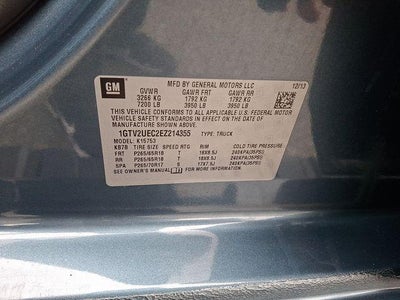 GM
MFD BY GENERAL MOTORS LLC 12/13
GVWR GAWR FRT GAWR RR
3266 KG 1792 KG 1792 KG
7200 LB 3950 LB 3950 LB
THIS VEHICLE CONFORMS TO ALL APPLICABLE U.S. FEDERAL MOTOR
VEHICLE SAFETY STANDARDS IN EFFECT ON THE DATE OF
MANUFACTURE SHOWN ABOVE.
1GTV2UEC2EZ214355 TYPE: TRUCK
MODEL: K15753
KB7B TIRE SIZE SPEED RTG RIM COLD TIRE PRESSURE
FRT P265/65R18 T 18X8.5J 240KPA(35PSI)
RR P265/65R18 T 18X8.5J 240KPA(35PSI)
SPA P265/70R17 S 17X7.5J 240KPA(35PSI)
SEE OWNER'S MANUAL FOR MORE INFORMATION.